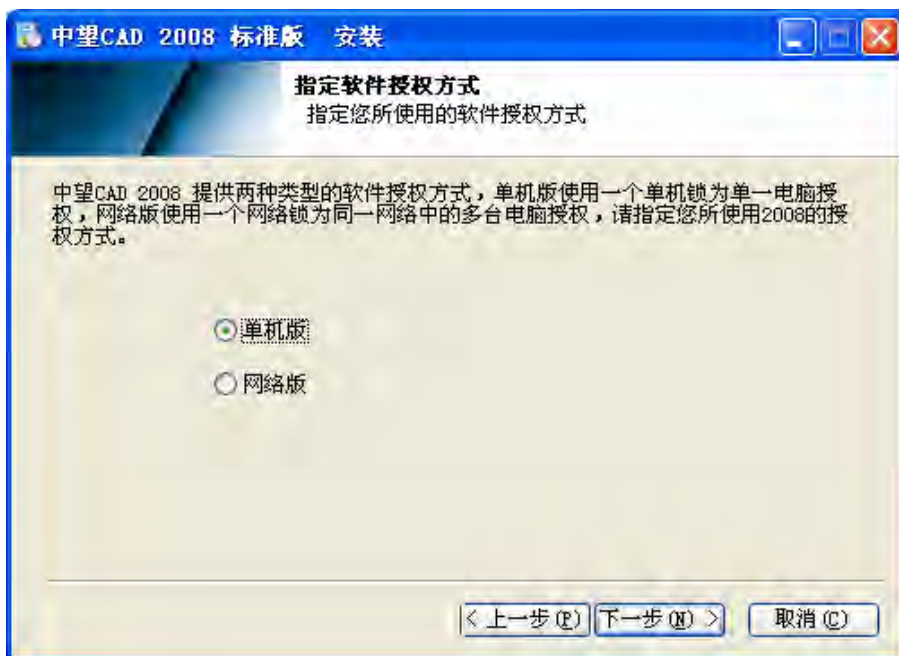 中望CAD 2008 标准版 安装
指定软件授权方式
指定您所使用的软件授权方式
中望CAD 2008 提供两种类型的软件授权方式，单机版使用一个单机锁为单一电脑授
权，网络版使用一个网络锁为同一网络中的多台电脑授权，请指定您所使用2008的授
权方式。
单机版
网络版
< 上一步(P) 下一步(N) > 取消(C)